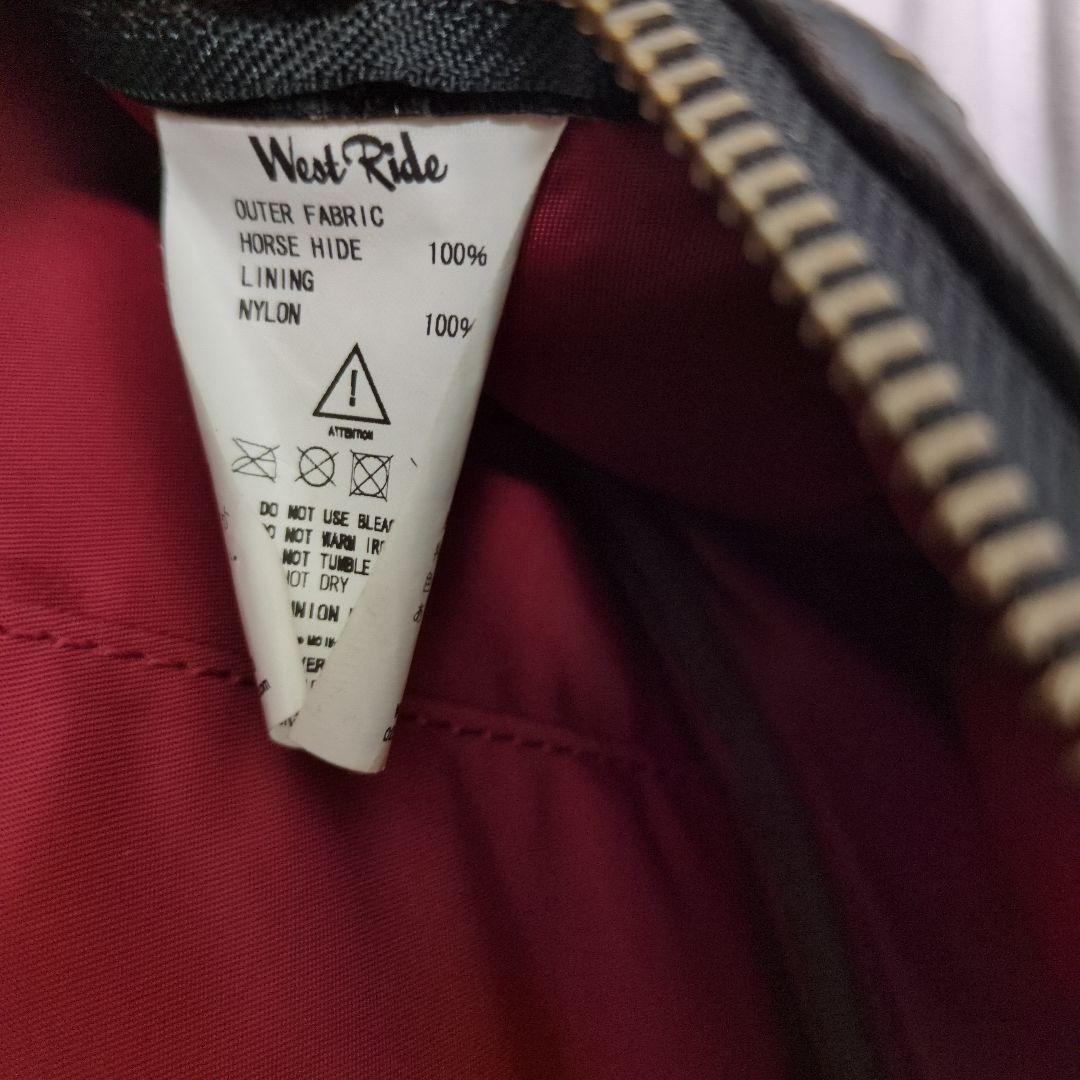 West Ride
OUTER FABRIC
HORSE HIDE 100%
LINING
NYLON 100%
!
ATTENTION
DO NOT USE BLEA
O NOT WARM IR
NOT TUMBLE
NOT DRY
NION